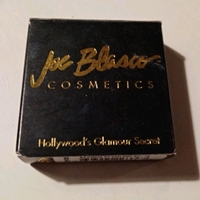 Joe Blasco
COSMETICS
Hollywood's Glamour Secret